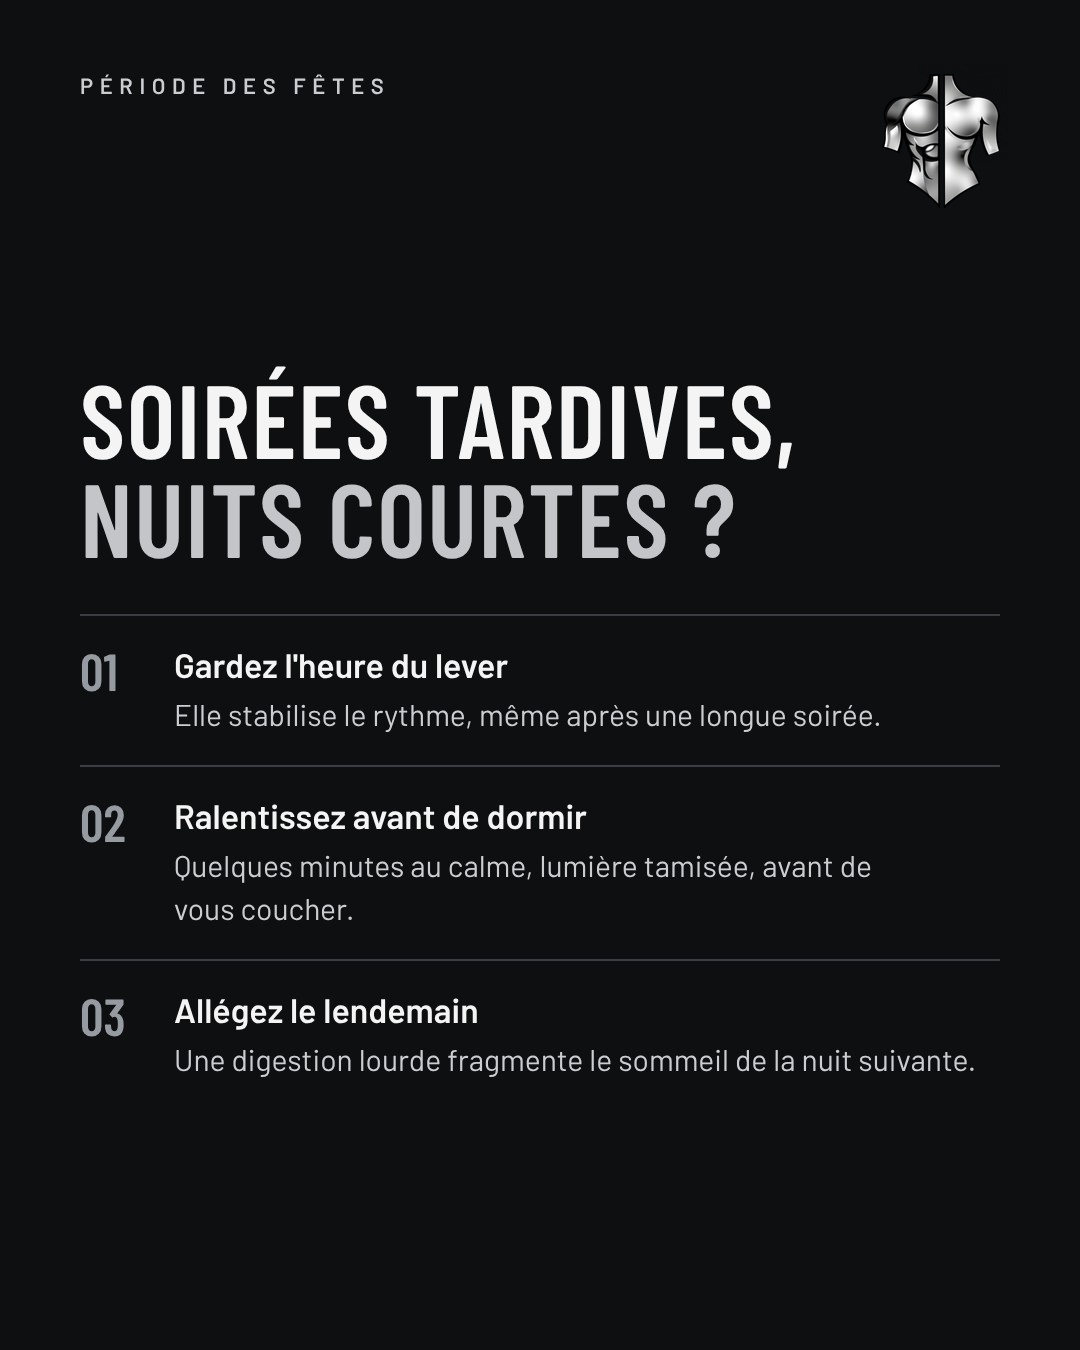 PÉRIODE DES FÊTES
SOIRÉES TARDIVES,
NUITS COURTES ?
01
Gardez l'heure du lever
Elle stabilise le rythme, même après une longue soirée.
02
Ralentissez avant de dormir
Quelques minutes au calme, lumière tamisée, avant de
vous coucher.
03
Allégez le lendemain
Une digestion lourde fragmente le sommeil de la nuit suivante.